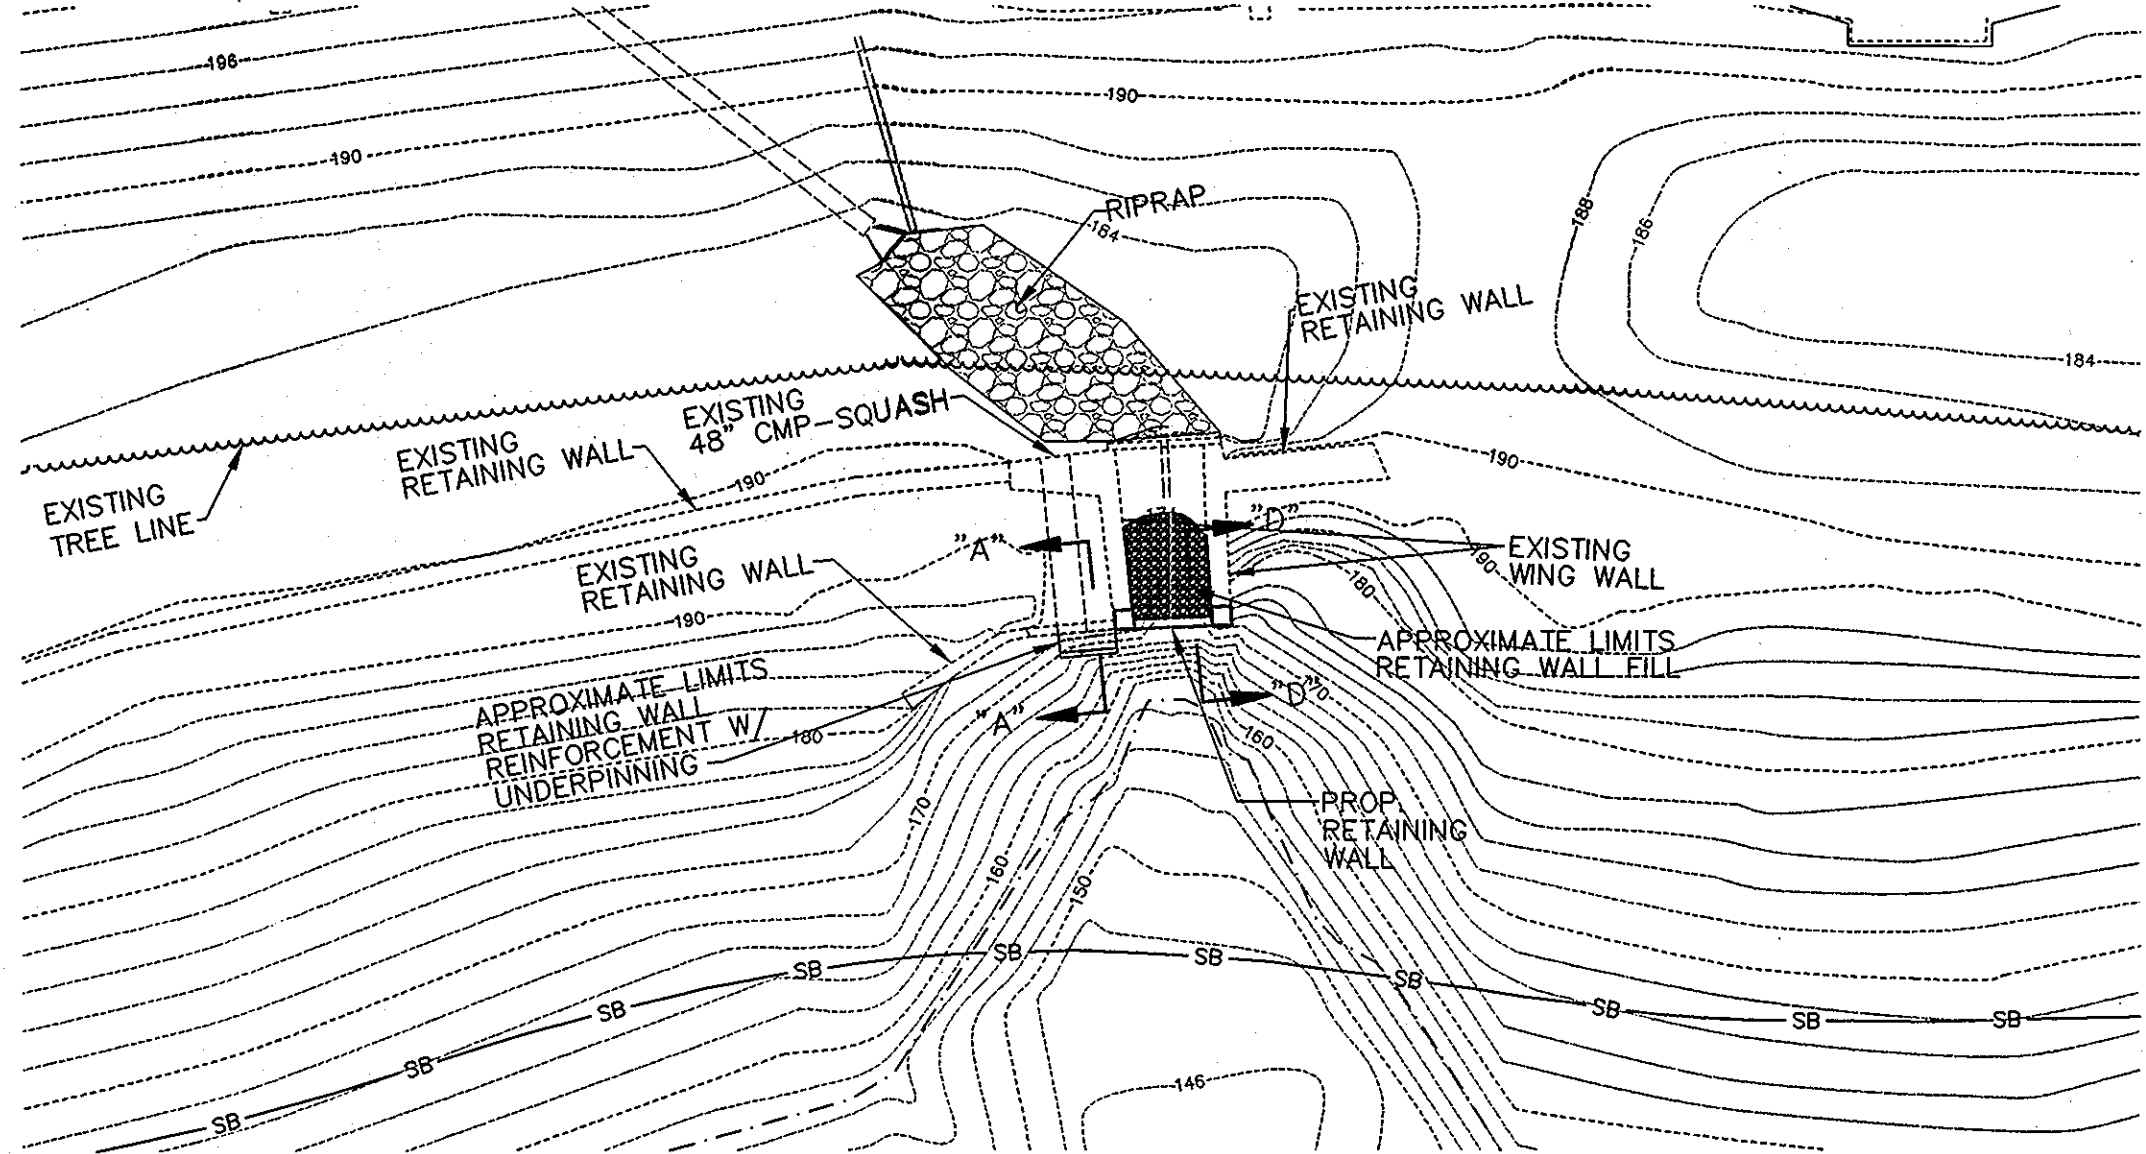 196
190
190
RIPRAP
184
188
186
EXISTING
RETAINING WALL
184
EXISTING
48" CMP-SQUASH
EXISTING
RETAINING WALL
190
190
EXISTING
TREE LINE
"A"
"D"
EXISTING
WING WALL
190
180
EXISTING
RETAINING WALL
190
APPROXIMATE LIMITS
RETAINING WALL FILL
APPROXIMATE LIMITS
RETAINING WALL
REINFORCEMENT W/
UNDERPINNING
180
"A"
"D"
70
160
PROP.
RETAINING
WALL
170
160
150
SB
SB
SB
SB
SB
SB
SB
SB
SB
SB
146